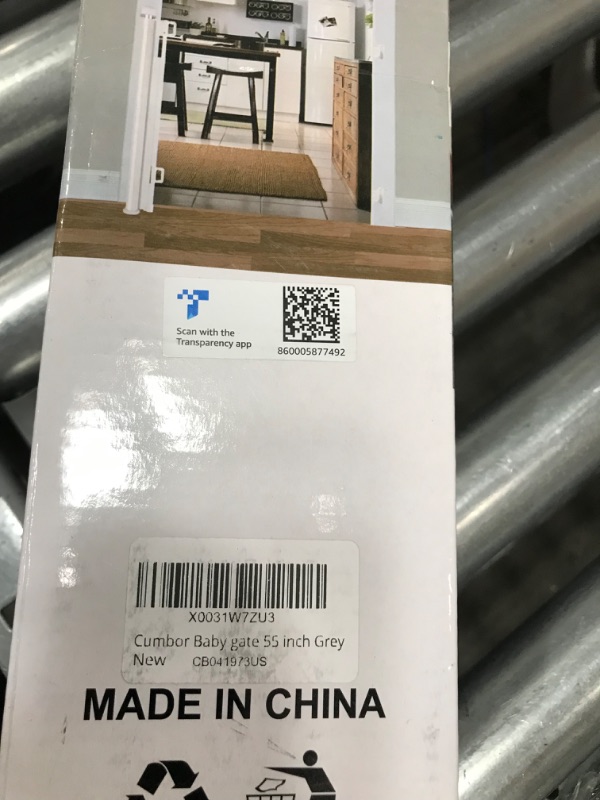 Scan with the
Transparency app
860005877492
X0031W7ZU3
Cumbor Baby gate 55 inch Grey
New CB041973US
MADE IN CHINA